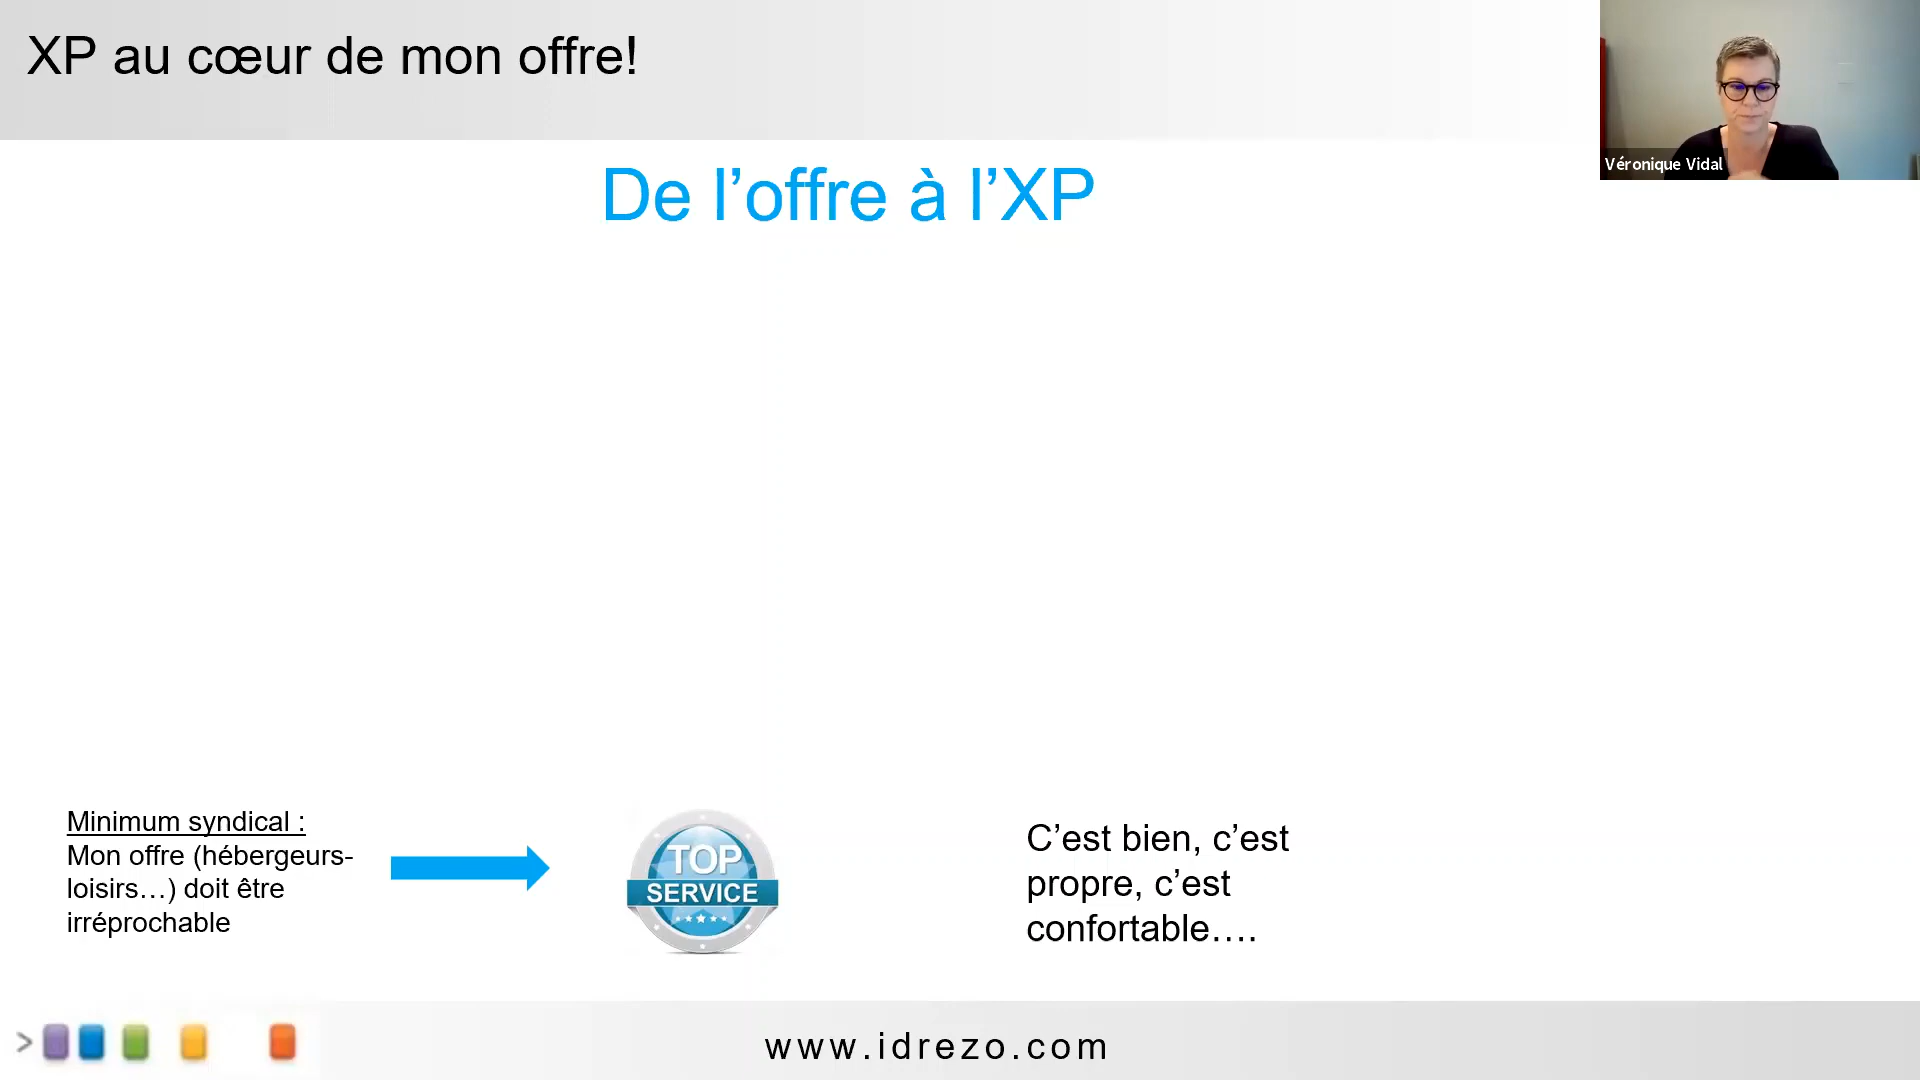 XP au cœur de mon offre!
Véronique Vidal
De l’offre à l’XP
Minimum syndical :
Mon offre (hébergeurs-
loisirs…) doit être
irréprochable
TOP
SERVICE
C’est bien, c’est
propre, c’est
confortable….
>
www.idrezo.com